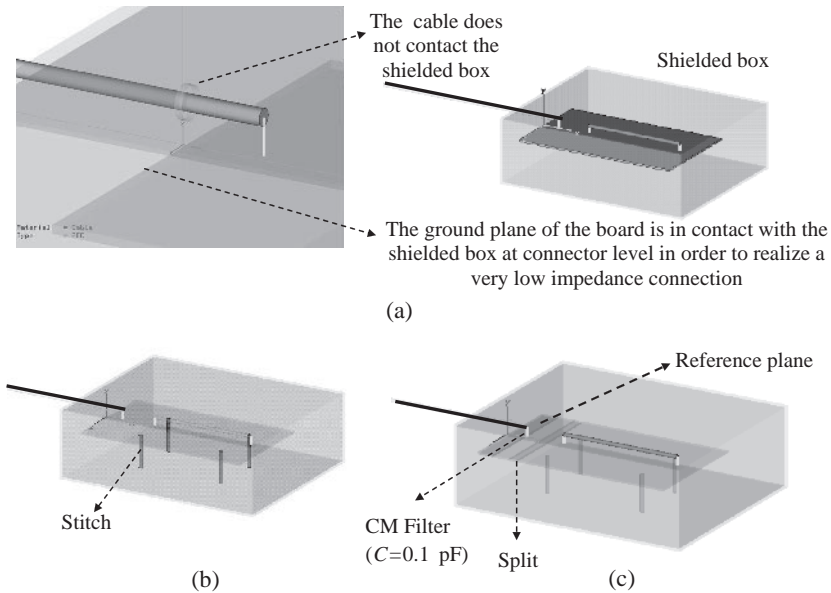 The cable does
not contact the
shielded box
Shielded box
The ground plane of the board is in contact with the
shielded box at connector level in order to realize a
very low impedance connection
(a)
Reference plane
Stitch
CM Filter
(C=0.1 pF)
Split
(b)
(c)